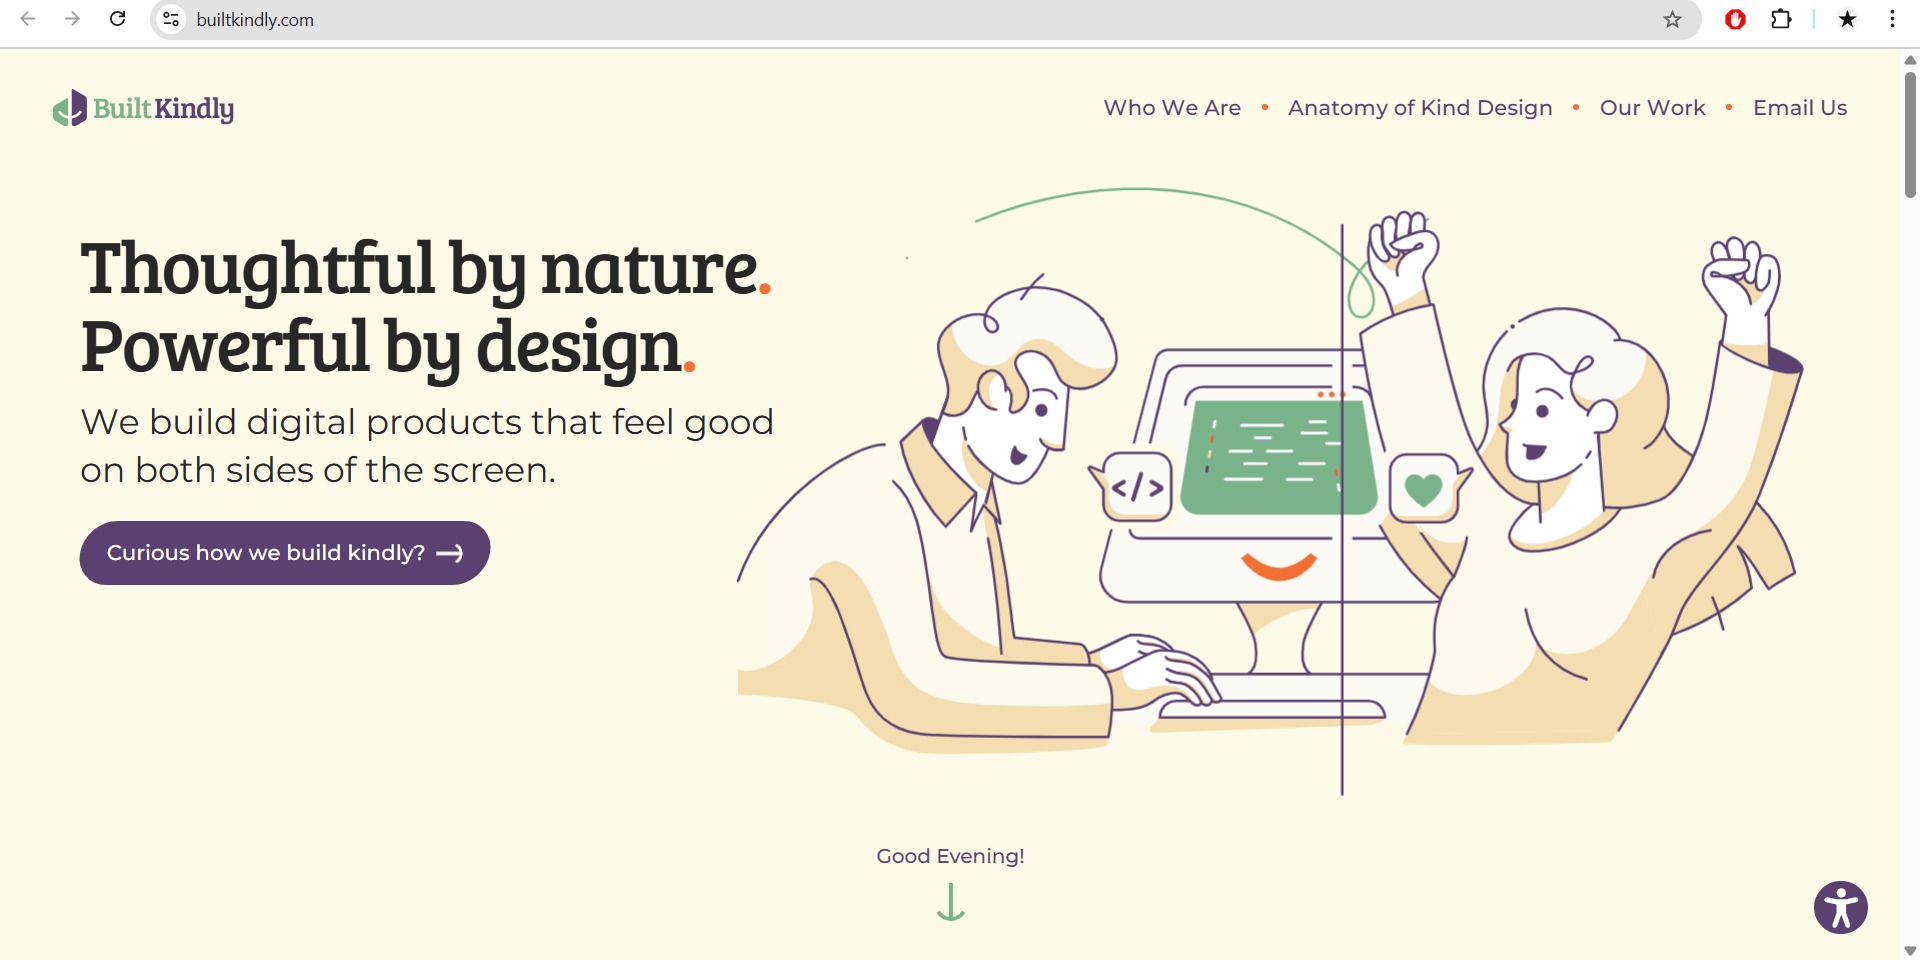 builtkindly.com
Built Kindly
Who We Are • Anatomy of Kind Design • Our Work • Email Us
Thoughtful by nature.
Powerful by design.
We build digital products that feel good
on both sides of the screen.
Curious how we build kindly? →
</>
Good Evening!